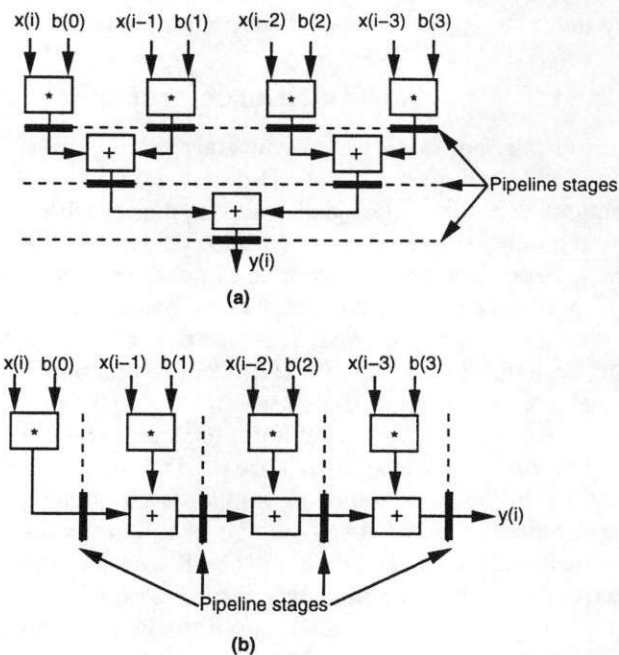 x(i) b(0) x(i–1) b(1) x(i–2) b(2) x(i–3) b(3)
* * * *
+ +
Pipeline stages
+
y(i)
(a)
x(i) b(0) x(i–1) b(1) x(i–2) b(2) x(i–3) b(3)
* * * *
+ + + y(i)
Pipeline stages
(b)